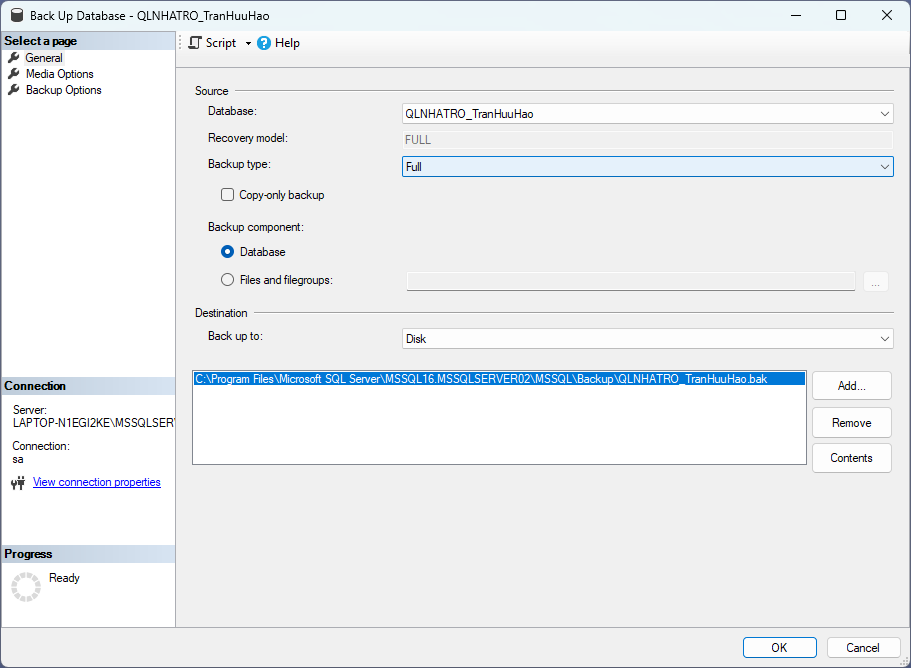 Back Up Database - QLNHATRO_TranHuuHao
Select a page
General
Media Options
Backup Options
Script
Help
Source
Database:
QLNHATRO_TranHuuHao
Recovery model:
FULL
Backup type:
Full
Copy-only backup
Backup component:
Database
Files and filegroups:
...
Destination
Back up to:
Disk
C:\Program Files\Microsoft SQL Server\MSSQL16.MSSQLSERVER02\MSSQL\Backup\QLNHATRO_TranHuuHao.bak
Add...
Remove
Contents
Connection
Server:
LAPTOP-N1EGI2KE\MSSQLSER
Connection:
sa
View connection properties
Progress
Ready
OK
Cancel